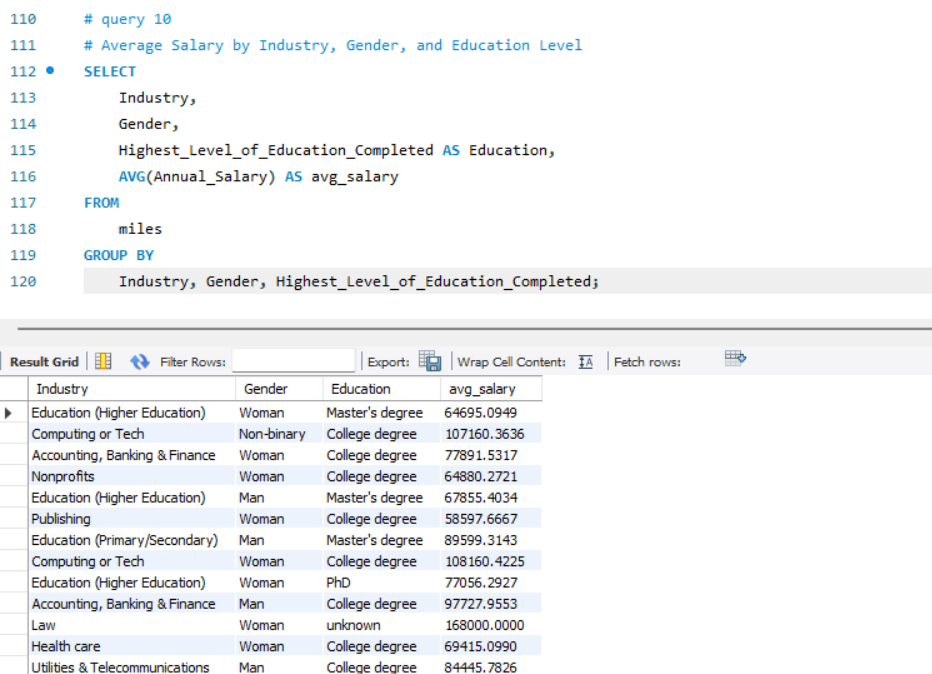 110 # query 10
111 # Average Salary by Industry, Gender, and Education Level
112 SELECT
113 Industry,
114 Gender,
115 Highest_Level_of_Education_Completed AS Education,
116 AVG(Annual_Salary) AS avg_salary
117 FROM
118 miles
119 GROUP BY
120 Industry, Gender, Highest_Level_of_Education_Completed;
Result Grid Filter Rows: Export: Wrap Cell Content: IA Fetch rows:
Industry Gender Education avg_salary
Education (Higher Education) Woman Master's degree 64695.0949
Computing or Tech Non-binary College degree 107160.3636
Accounting, Banking & Finance Woman College degree 77891.5317
Nonprofits Woman College degree 64880.2721
Education (Higher Education) Man Master's degree 67855.4034
Publishing Woman College degree 58597.6667
Education (Primary/Secondary) Man Master's degree 89599.3143
Computing or Tech Woman College degree 108160.4225
Education (Higher Education) Woman PhD 77056.2927
Accounting, Banking & Finance Man College degree 97727.9553
Law Woman unknown 168000.0000
Health care Woman College degree 69415.0990
Utilities & Telecommunications Man College degree 84445.7826